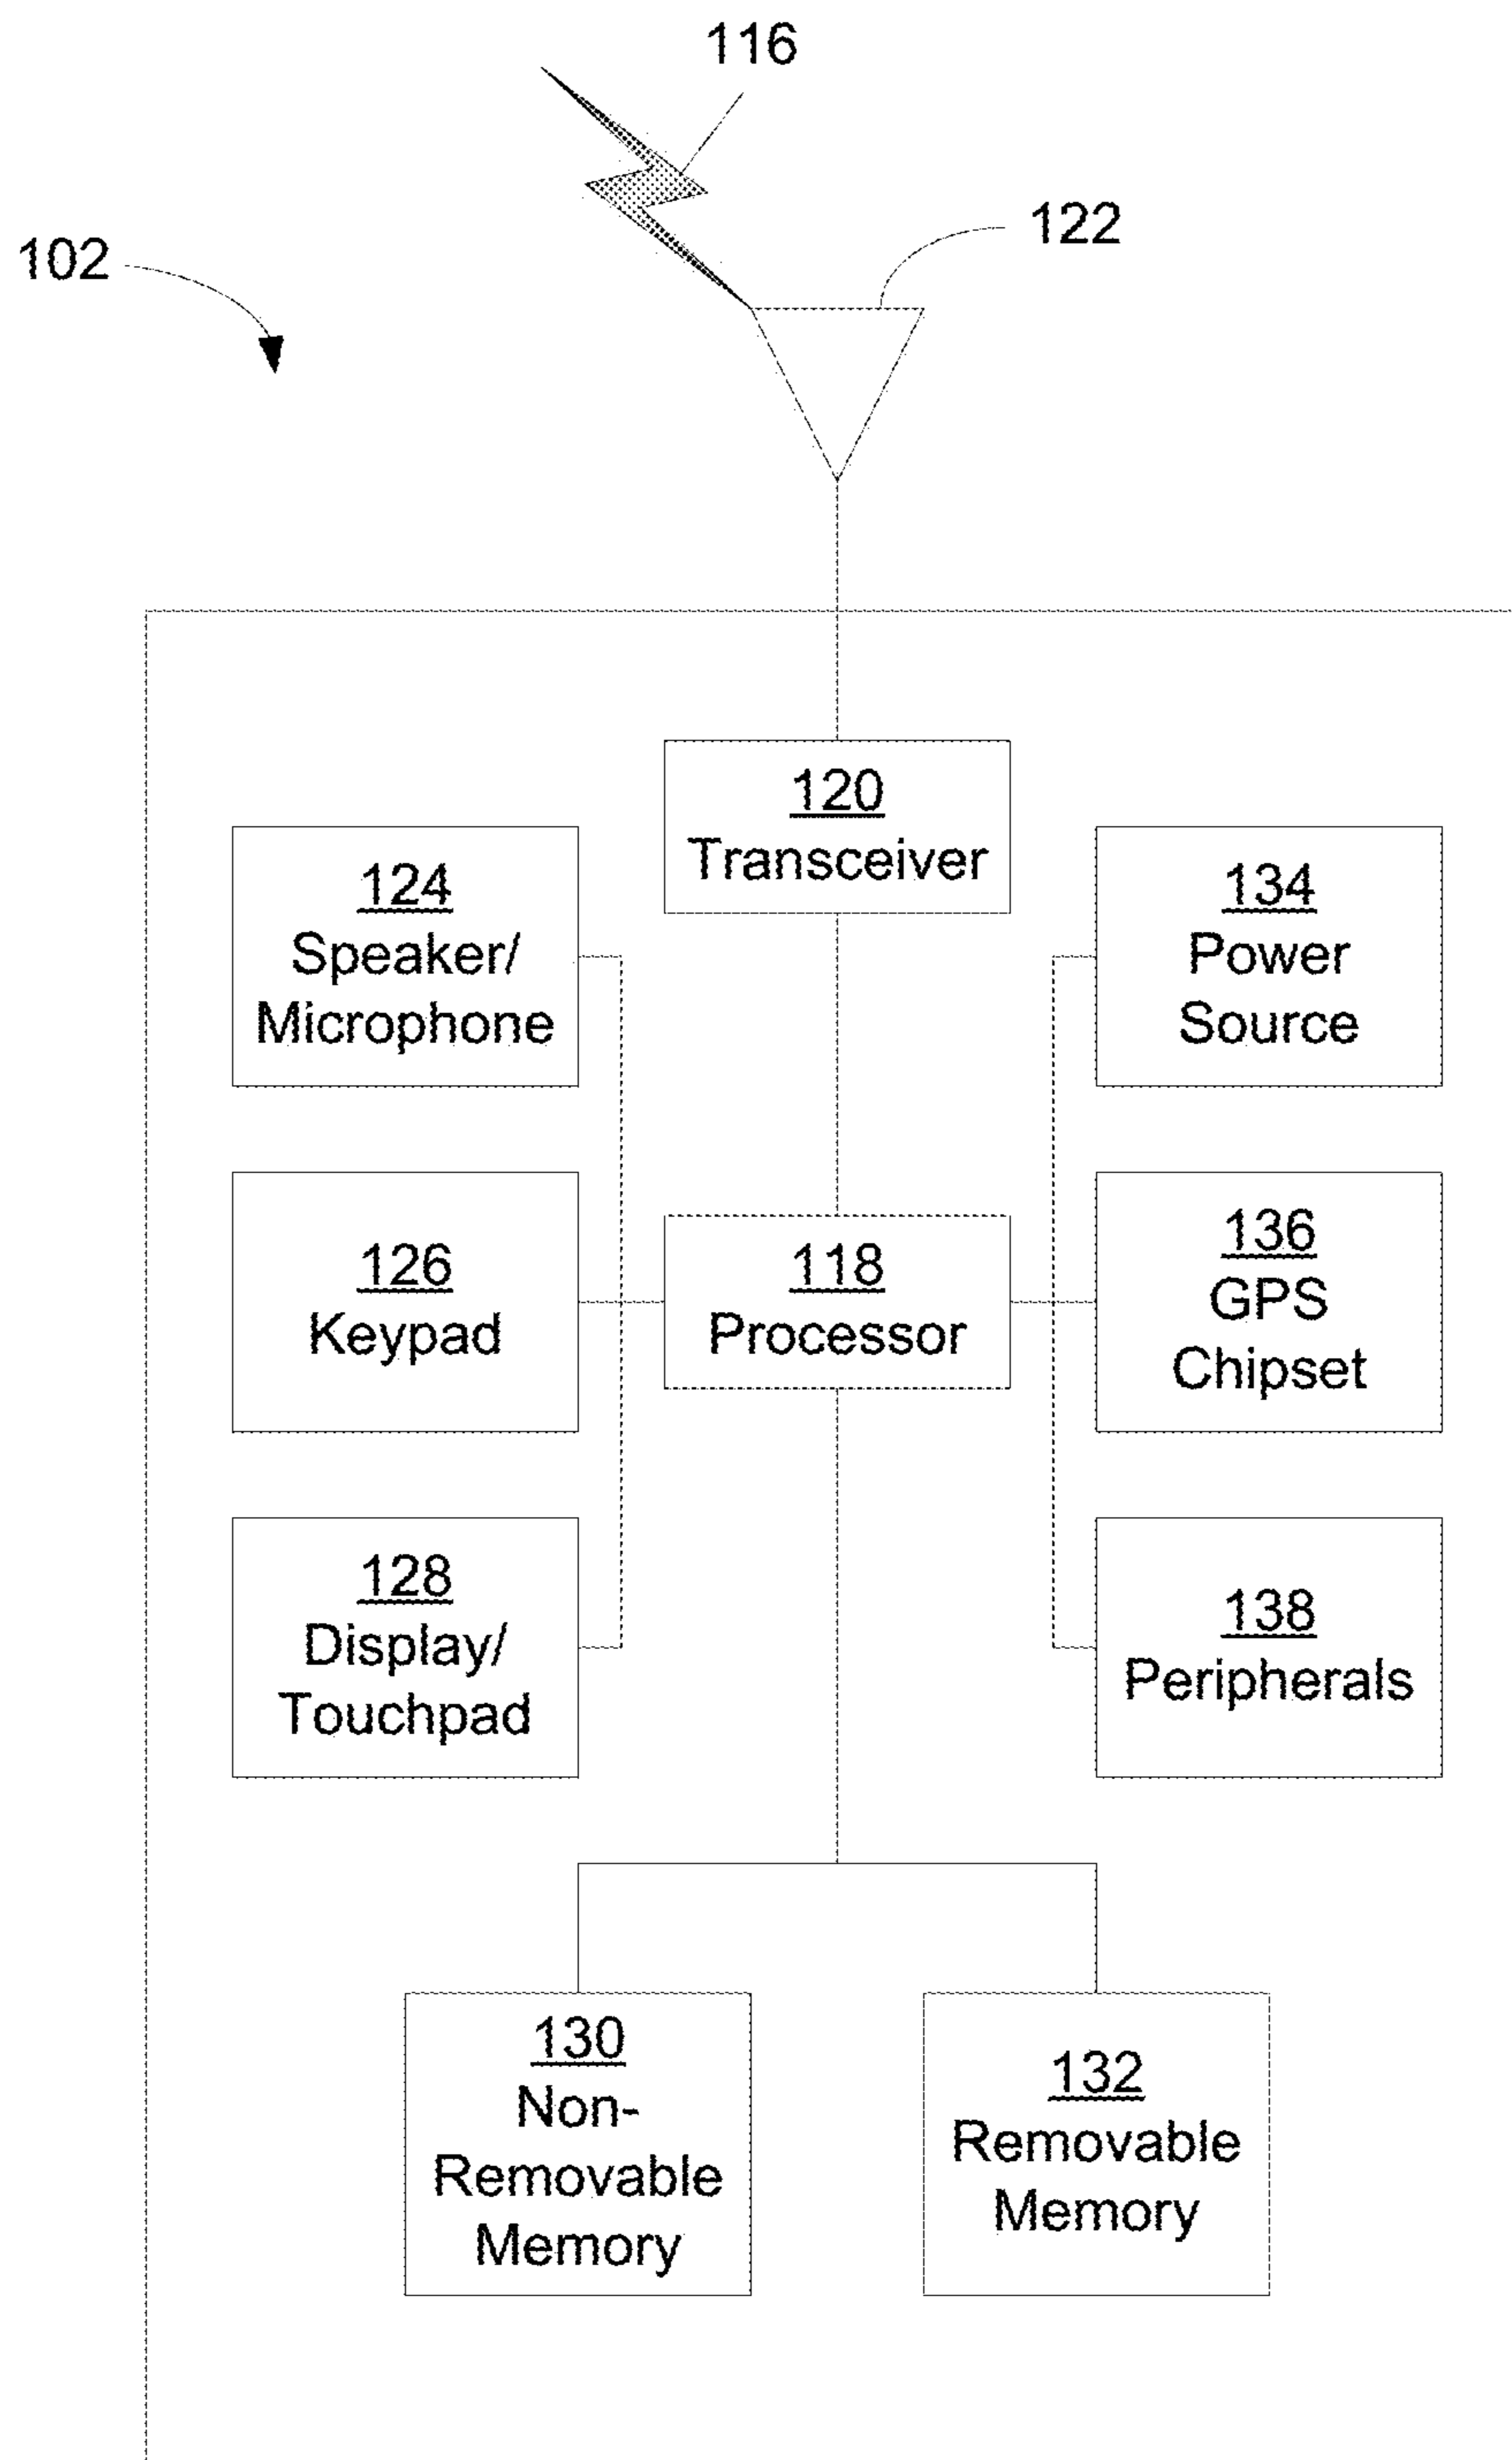 116
122
102
120
Transceiver
124
Speaker/
Microphone
134
Power
Source
126
Keypad
118
Processor
136
GPS
Chipset
128
Display/
Touchpad
138
Peripherals
130
Non-
Removable
Memory
132
Removable
Memory